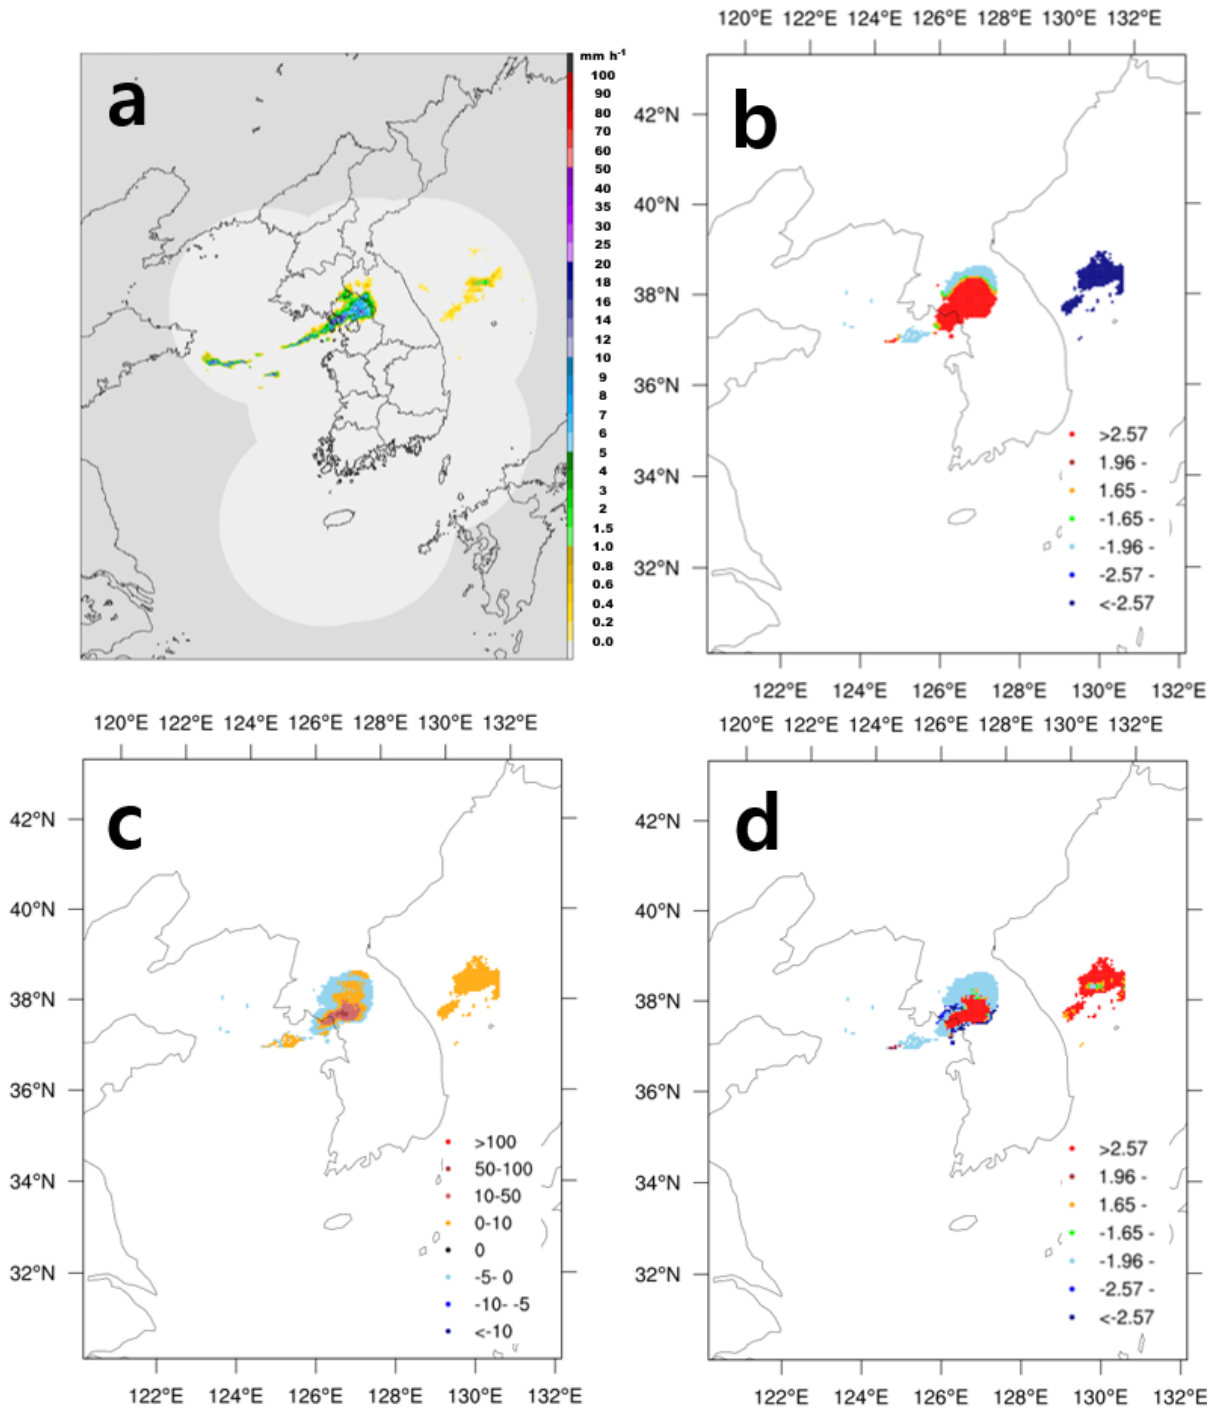 a
mm h-1
100
90
80
70
60
50
40
35
30
25
20
18
16
14
12
10
9
8
7
6
5
4
3
2
1.5
1.0
0.8
0.6
0.4
0.2
0.0
120°E 122°E 124°E 126°E 128°E 130°E 132°E
b
42°N
40°N
38°N
36°N
34°N
32°N
>2.57
1.96 -
1.65 -
-1.65 -
-1.96 -
-2.57 -
<-2.57
122°E 124°E 126°E 128°E 130°E 132°E
120°E 122°E 124°E 126°E 128°E 130°E 132°E
c
42°N
40°N
38°N
36°N
34°N
32°N
>100
50-100
10-50
0-10
0
-5- 0
-10- -5
<-10
122°E 124°E 126°E 128°E 130°E 132°E
120°E 122°E 124°E 126°E 128°E 130°E 132°E
d
42°N
40°N
38°N
36°N
34°N
32°N
>2.57
1.96 -
1.65 -
-1.65 -
-1.96 -
-2.57 -
<-2.57
122°E 124°E 126°E 128°E 130°E 132°E